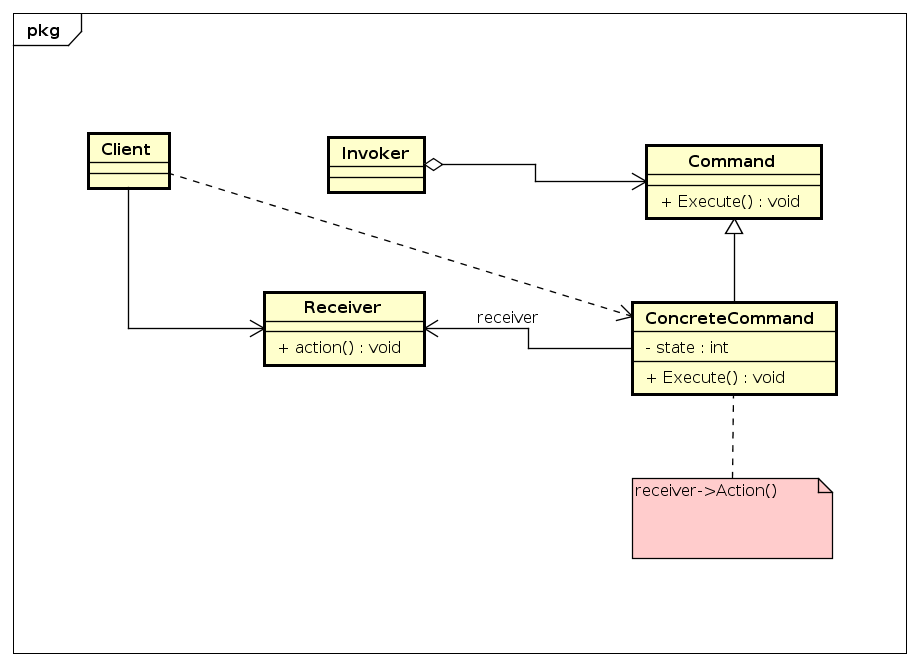 pkg
Client
Invoker
Command
+ Execute() : void
Receiver
+ action() : void
receiver
ConcreteCommand
- state : int
+ Execute() : void
receiver->Action()